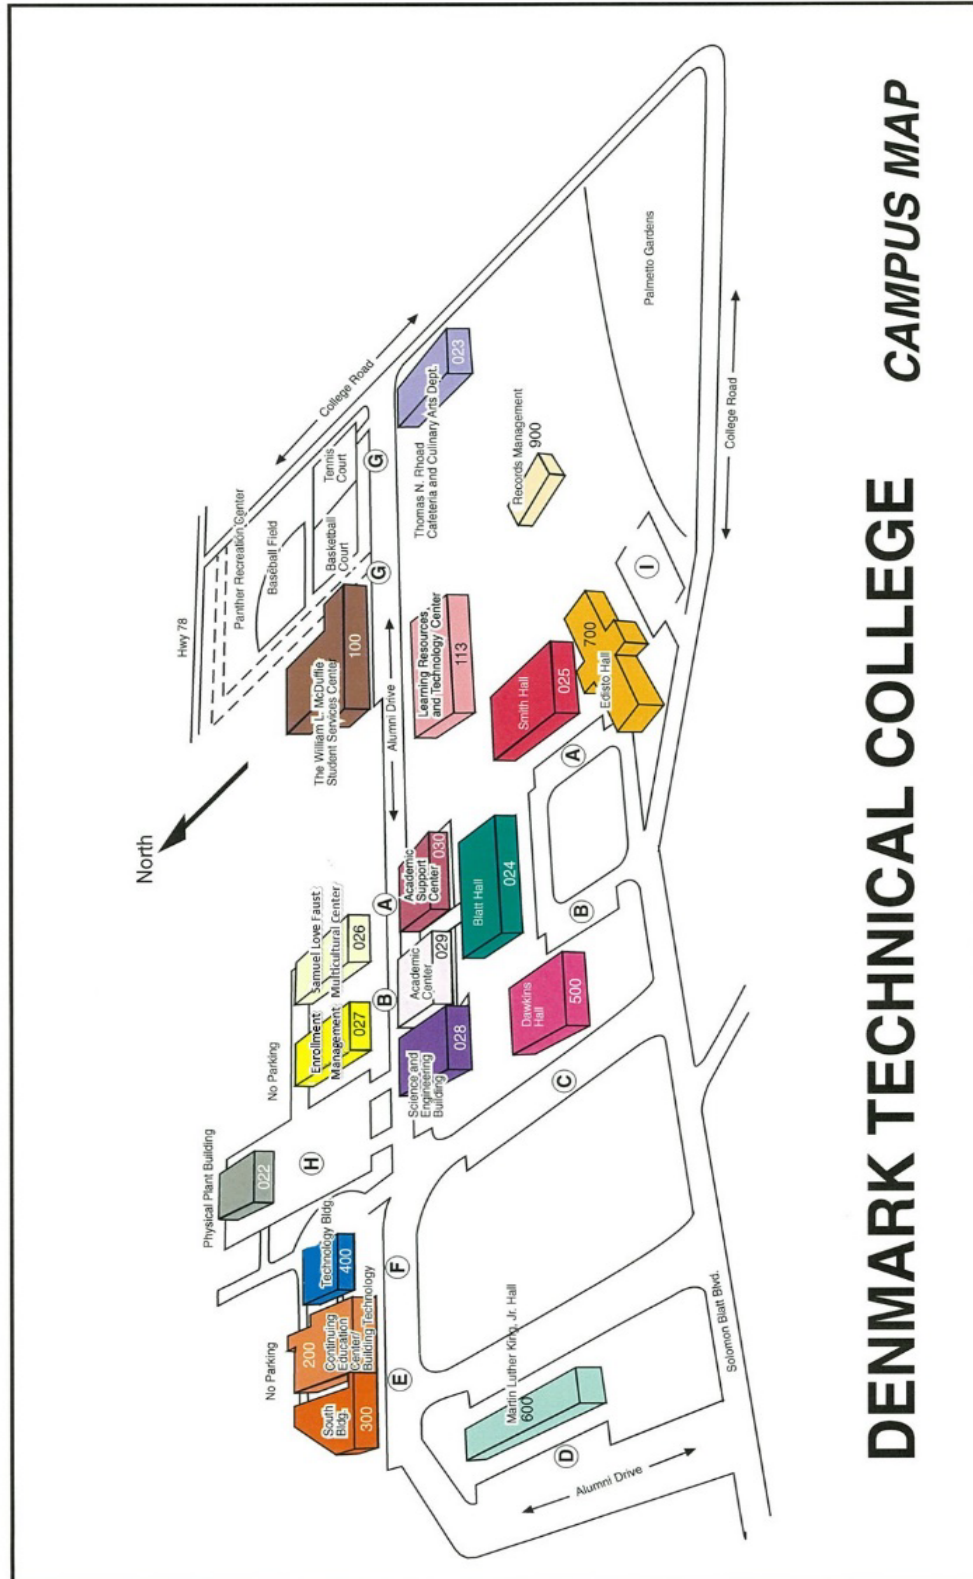 DENMARK TECHNICAL COLLEGE
CAMPUS MAP
North
Hwy 78
College Road
Panther Recreation Center
Baseball Field
Tennis
Court
Basketball
Court
G
G
The William L. McDuffie
Student Services Center
100
Alumni Drive
Thomas N. Rhoad
Cafeteria and Culinary Arts Dept.
023
Learning Resources
and Technology Center
113
Records Management
900
Palmetto Gardens
College Road
I
Smith Hall
025
Edisto Hall
700
A
B
Samuel Love Faust
Multicultural Center
026
No Parking
Enrollment
Management
027
A
B
Academic
Support
Center
030
Academic
Center
029
Blatt Hall
024
Science and
Engineering
Building
028
Dawkins
Hall
500
C
Physical Plant Building
022
H
Technology Bldg.
400
No Parking
200
Continuing
Education
Center/
Building Technology
South
Bldg.
300
F
E
Martin Luther King, Jr. Hall
600
D
Alumni Drive
Solomon Blatt Blvd.